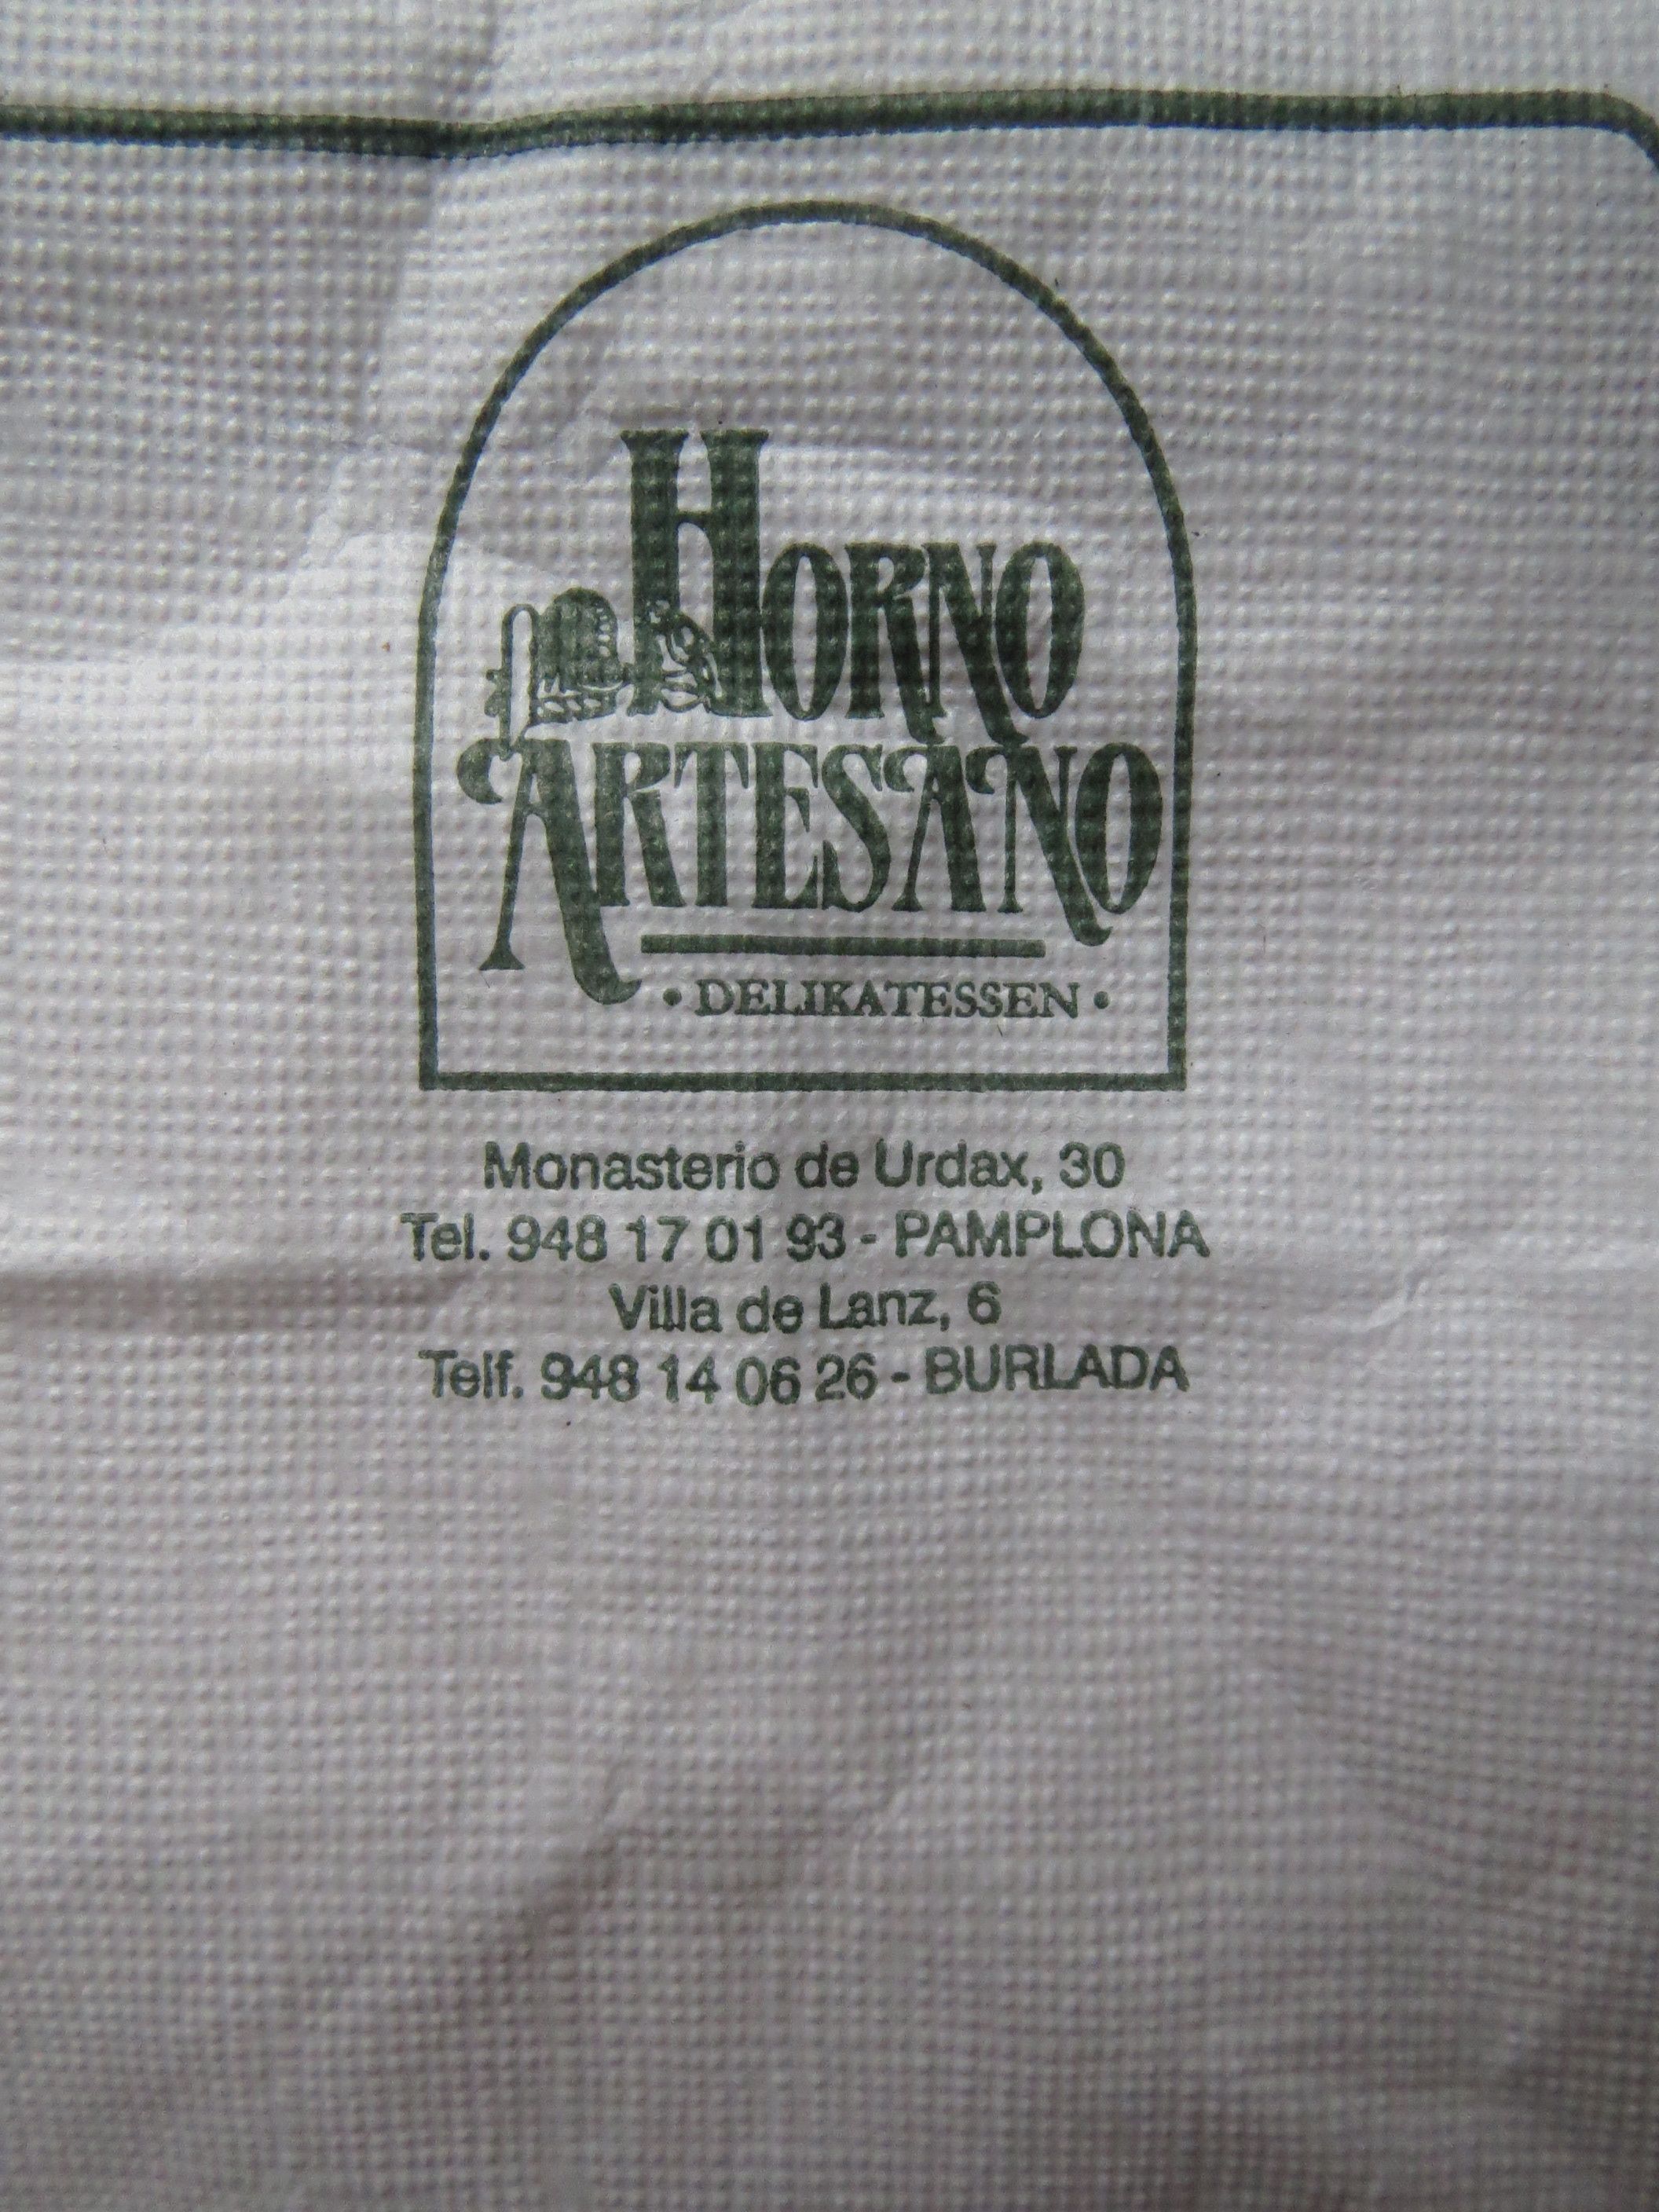 HORNO
ARTESANO
• DELIKATESSEN •
Monasterio de Urdax, 30
Tel. 948 17 01 93 - PAMPLONA
Villa de Lanz, 6
Telf. 948 14 06 26 - BURLADA